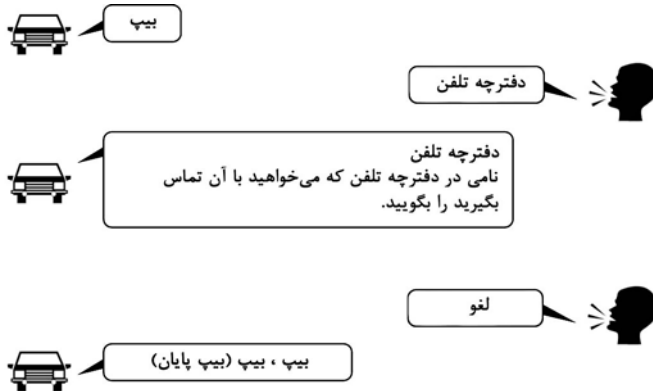 بیپ
دفترچه تلفن
دفترچه تلفن
نامی در دفترچه تلفن که می‌خواهید با آن تماس
بگیرید را بگویید.
لغو
بیپ ، بیپ (بیپ پایان)